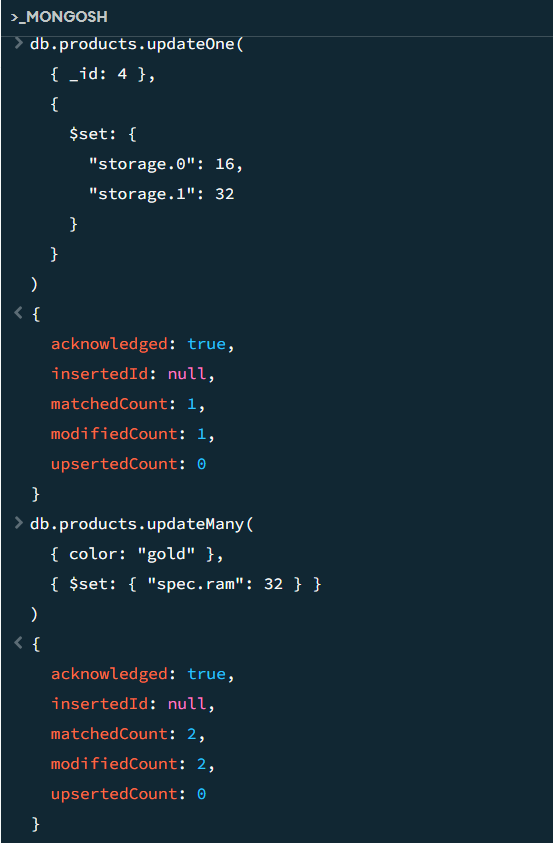 >_MONGOSH
> db.products.updateOne(
{ _id: 4 },
{
$set: {
"storage.0": 16,
"storage.1": 32
}
}
)
< {
acknowledged: true,
insertedId: null,
matchedCount: 1,
modifiedCount: 1,
upsertedCount: 0
}
> db.products.updateMany(
{ color: "gold" },
{ $set: { "spec.ram": 32 } }
)
< {
acknowledged: true,
insertedId: null,
matchedCount: 2,
modifiedCount: 2,
upsertedCount: 0
}